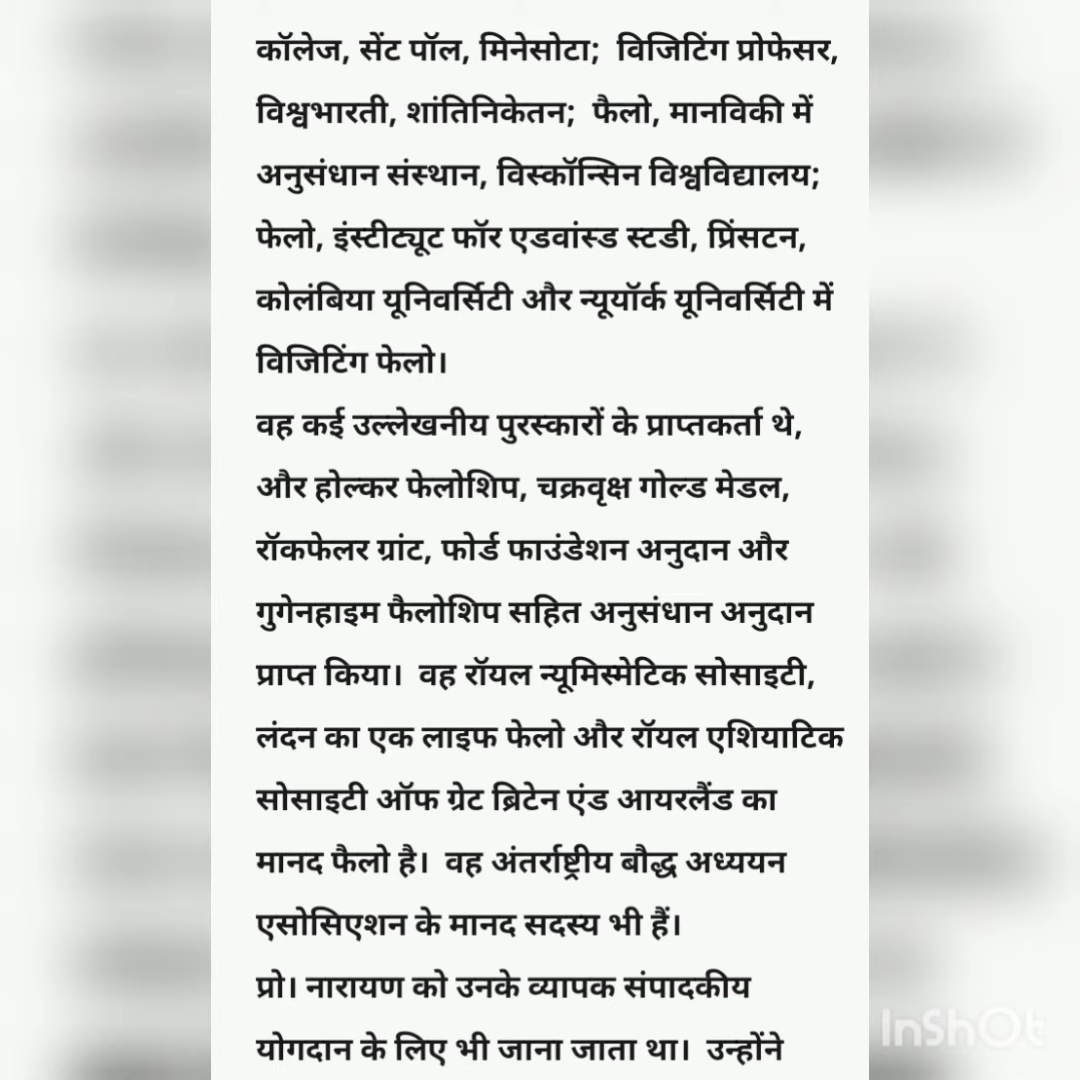 कॉलेज, सेंट पॉल, मिनेसोटा; विजिटिंग प्रोफेसर,
विश्वभारती, शांतिनिकेतन; फैलो, मानविकी में
अनुसंधान संस्थान, विस्कॉन्सिन विश्वविद्यालय;
फेलो, इंस्टीट्यूट फॉर एडवांस्ड स्टडी, प्रिंसटन,
कोलंबिया यूनिवर्सिटी और न्यूयॉर्क यूनिवर्सिटी में
विजिटिंग फेलो।
वह कई उल्लेखनीय पुरस्कारों के प्राप्तकर्ता थे,
और होल्कर फेलोशिप, चक्रवृक्ष गोल्ड मेडल,
रॉकफेलर ग्रांट, फोर्ड फाउंडेशन अनुदान और
गुगेनहाइम फैलोशिप सहित अनुसंधान अनुदान
प्राप्त किया। वह रॉयल न्यूमिस्मेटिक सोसाइटी,
लंदन का एक लाइफ फेलो और रॉयल एशियाटिक
सोसाइटी ऑफ ग्रेट ब्रिटेन एंड आयरलैंड का
मानद फैलो है। वह अंतर्राष्ट्रीय बौद्ध अध्ययन
एसोसिएशन के मानद सदस्य भी हैं।
प्रो। नारायण को उनके व्यापक संपादकीय
योगदान के लिए भी जाना जाता था। उन्होंने
InShOt